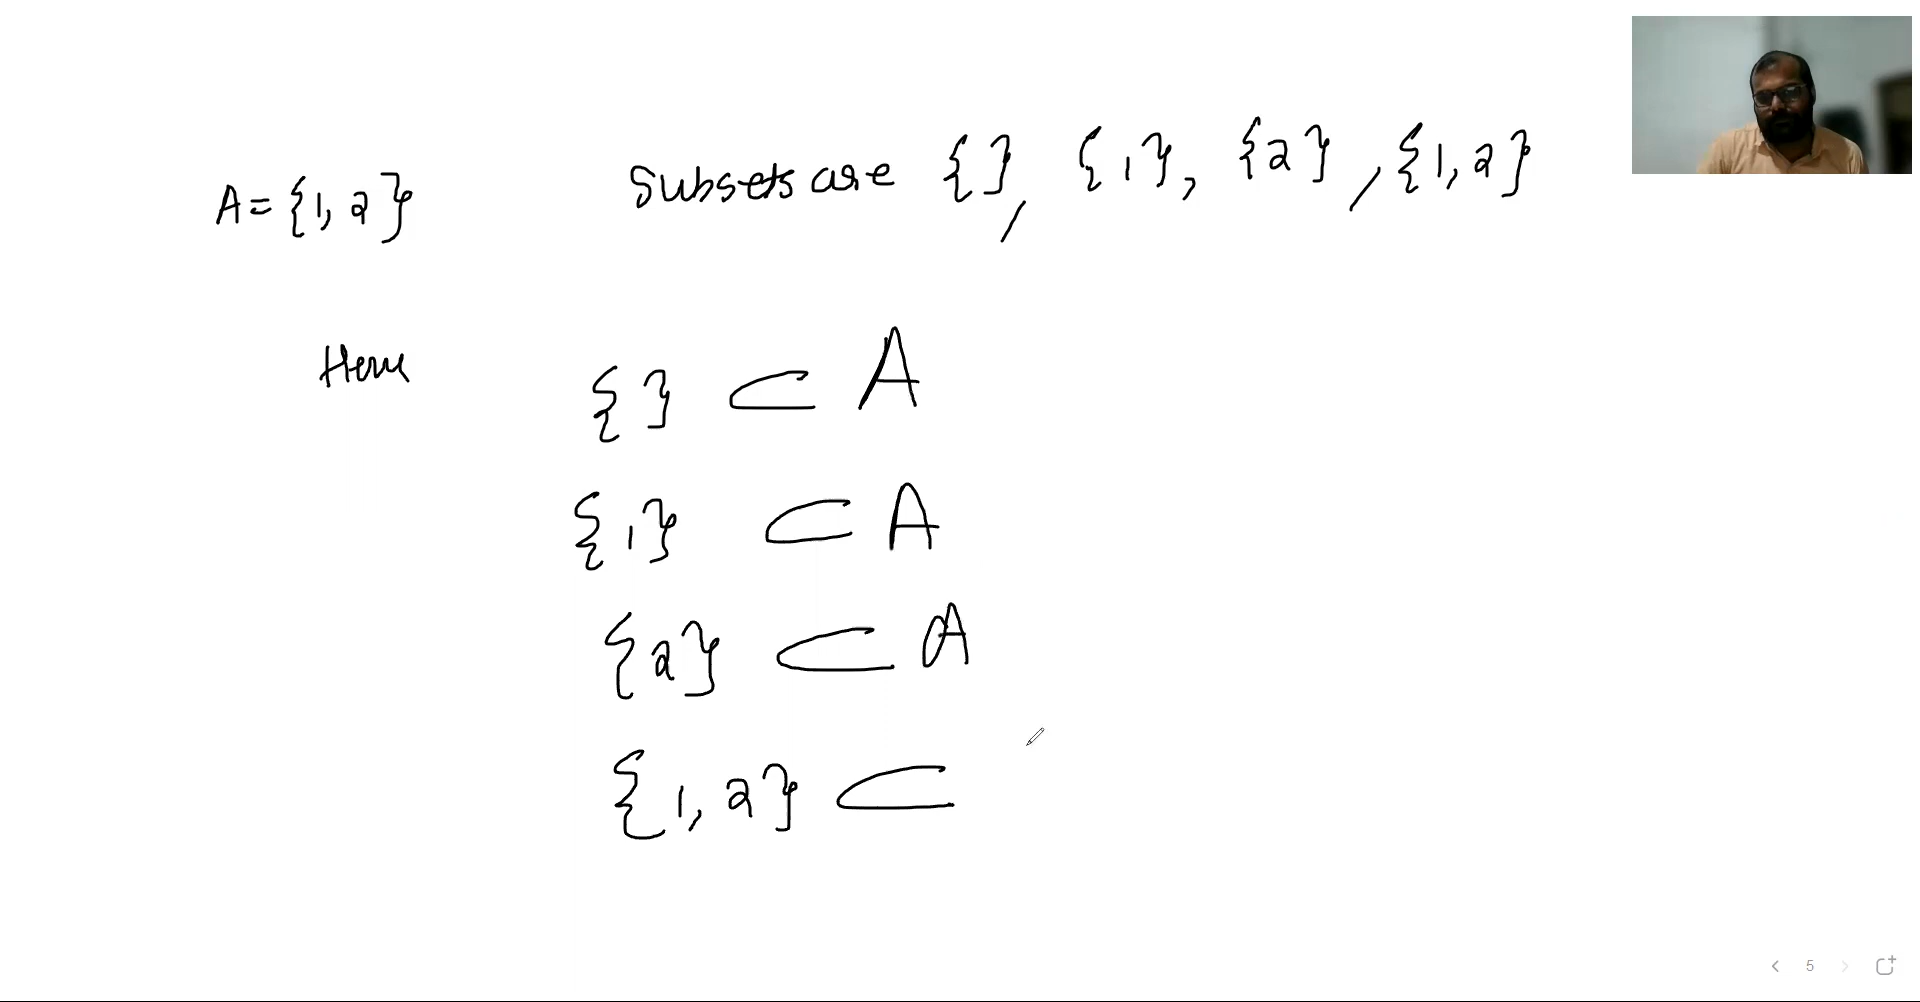 A = {1, 2}
Subsets are { }, {1}, {2}, {1, 2}
Here
{ } ⊂ A
{1} ⊂ A
{2} ⊂ A
{1, 2} ⊂
5